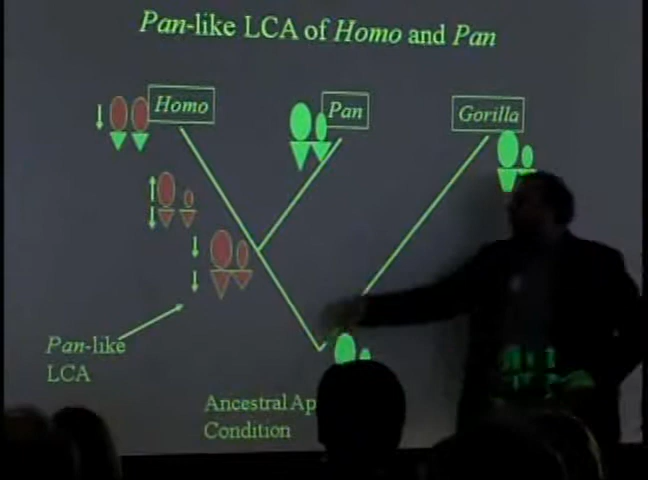 Pan-like LCA of Homo and Pan
Homo
Pan
Gorilla
Pan-like
LCA
Ancestral Ap
Condition